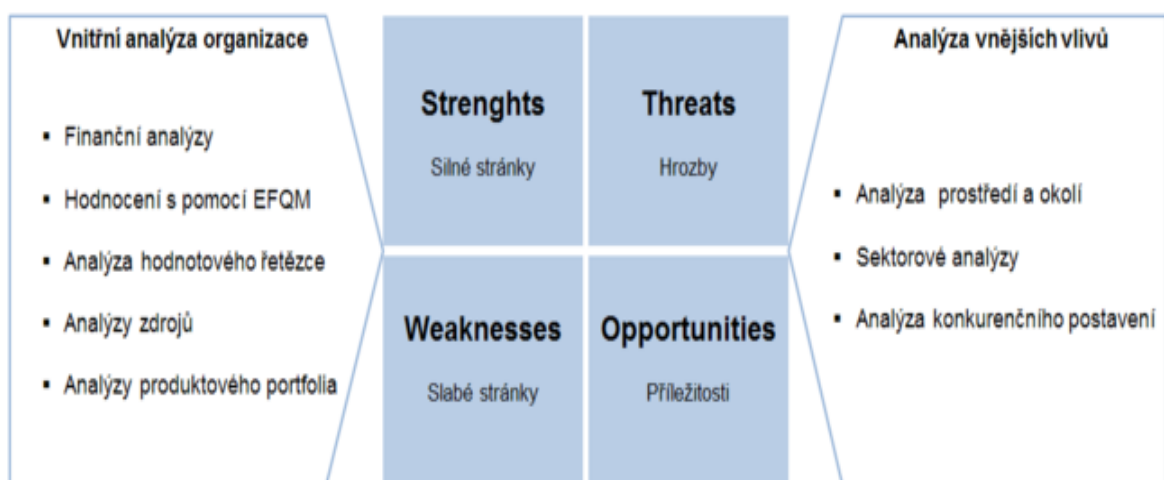 Vnitřní analýza organizace
▪ Finanční analýzy
▪ Hodnocení s pomocí EFQM
▪ Analýza hodnotového řetězce
▪ Analýzy zdrojů
▪ Analýzy produktového portfolia
Strenghts
Silné stránky
Threats
Hrozby
Weaknesses
Slabé stránky
Opportunities
Příležitosti
Analýza vnějších vlivů
▪ Analýza prostředí a okolí
▪ Sektorové analýzy
▪ Analýza konkurenčního postavení